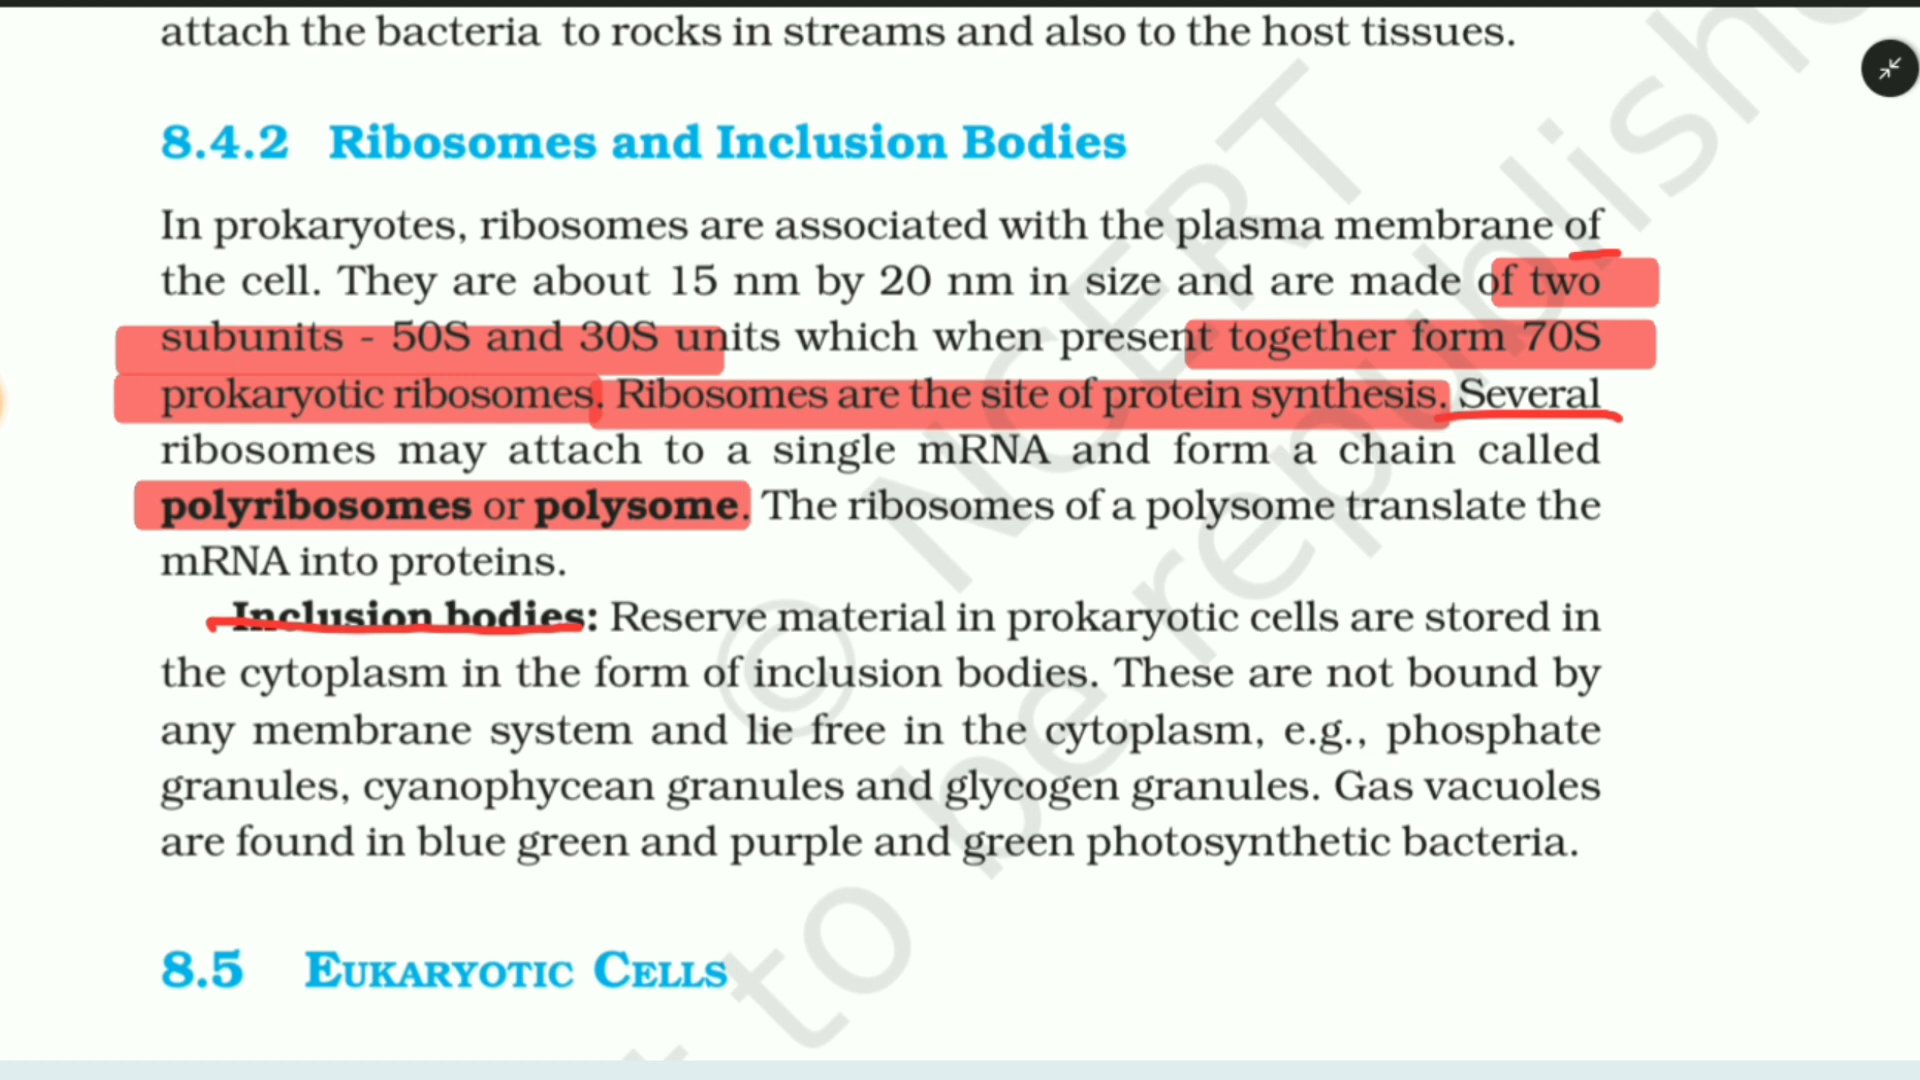 attach the bacteria to rocks in streams and also to the host tissues.
8.4.2 Ribosomes and Inclusion Bodies
In prokaryotes, ribosomes are associated with the plasma membrane of
the cell. They are about 15 nm by 20 nm in size and are made of two
subunits - 50S and 30S units which when present together form 70S
prokaryotic ribosomes. Ribosomes are the site of protein synthesis. Several
ribosomes may attach to a single mRNA and form a chain called
polyribosomes or polysome. The ribosomes of a polysome translate the
mRNA into proteins.
Inclusion bodies: Reserve material in prokaryotic cells are stored in
the cytoplasm in the form of inclusion bodies. These are not bound by
any membrane system and lie free in the cytoplasm, e.g., phosphate
granules, cyanophycean granules and glycogen granules. Gas vacuoles
are found in blue green and purple and green photosynthetic bacteria.
8.5 EUKARYOTIC CELLS
© NCERT
to be republishe